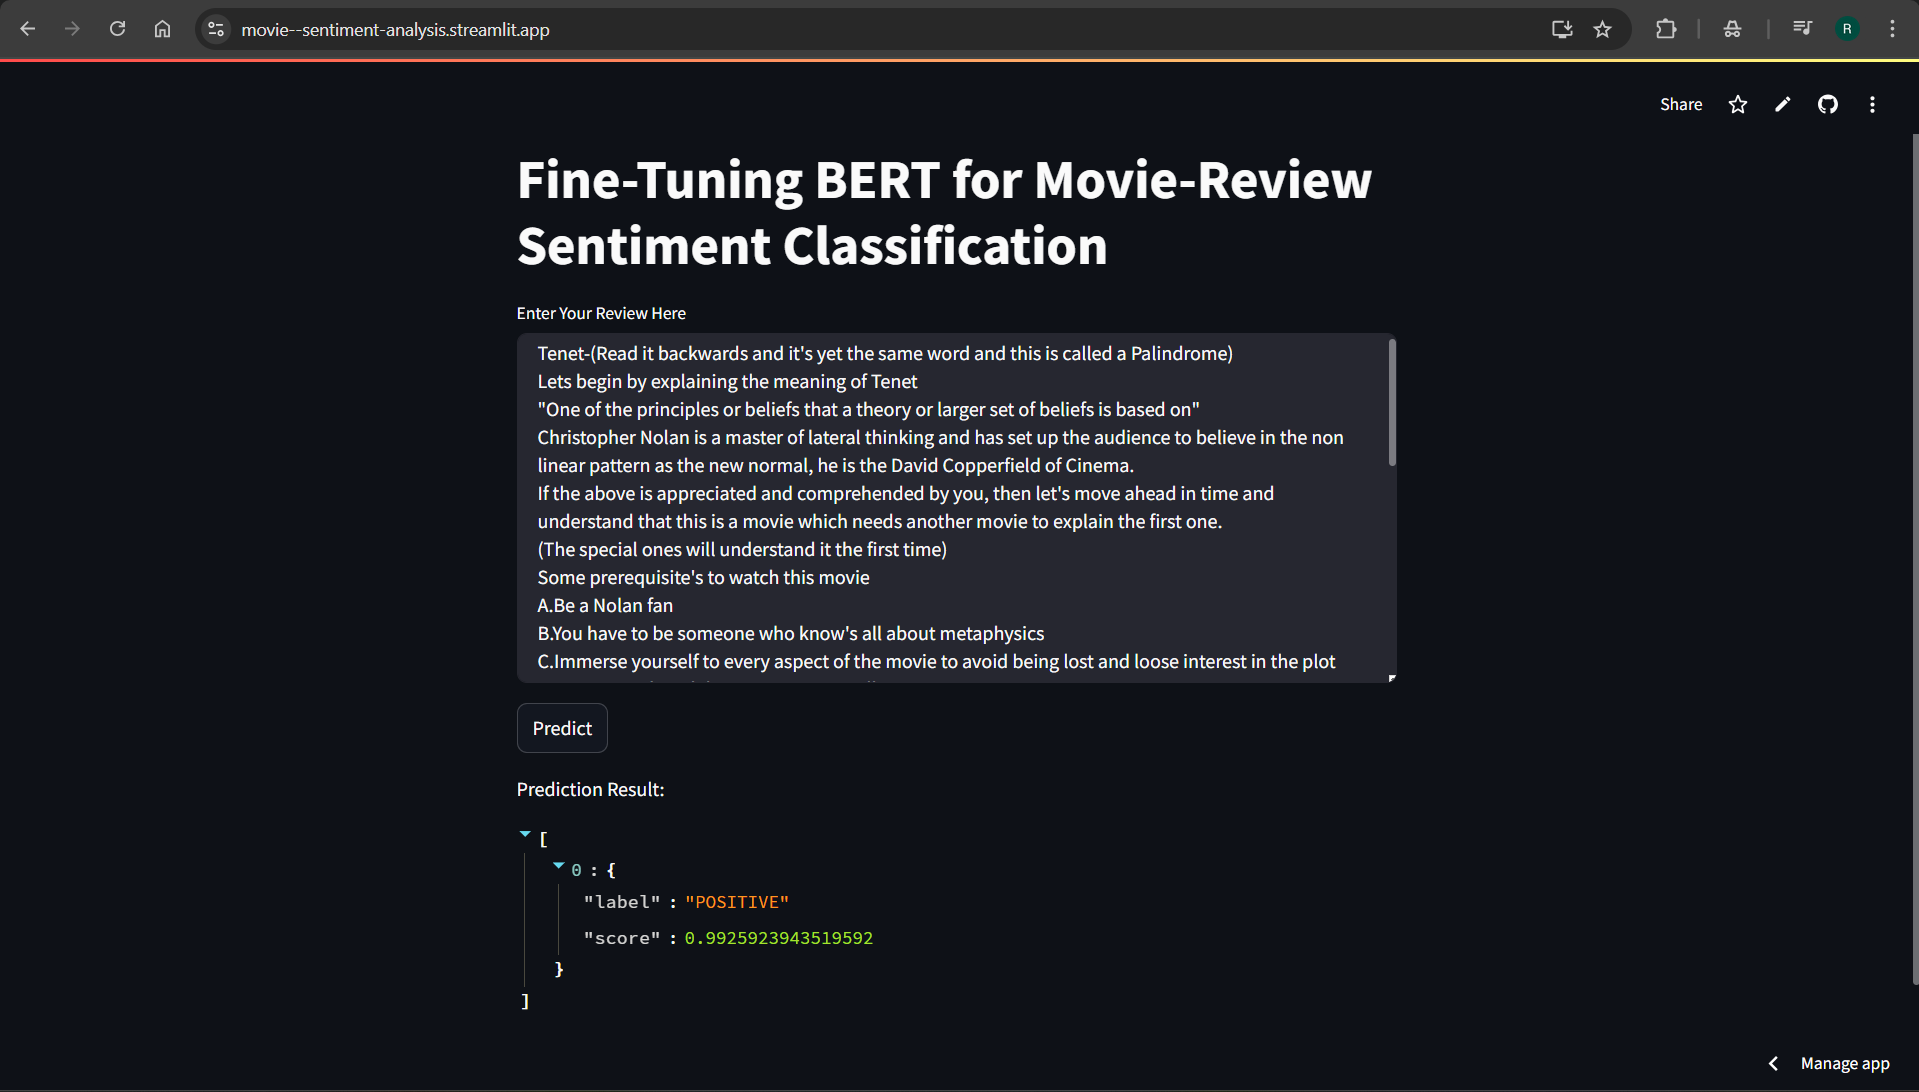 movie--sentiment-analysis.streamlit.app
R
Share
Fine-Tuning BERT for Movie-Review
Sentiment Classification
Enter Your Review Here
Tenet-(Read it backwards and it's yet the same word and this is called a Palindrome)
Lets begin by explaining the meaning of Tenet
"One of the principles or beliefs that a theory or larger set of beliefs is based on"
Christopher Nolan is a master of lateral thinking and has set up the audience to believe in the non
linear pattern as the new normal, he is the David Copperfield of Cinema.
If the above is appreciated and comprehended by you, then let's move ahead in time and
understand that this is a movie which needs another movie to explain the first one.
(The special ones will understand it the first time)
Some prerequisite's to watch this movie
A.Be a Nolan fan
B.You have to be someone who know's all about metaphysics
C.Immerse yourself to every aspect of the movie to avoid being lost and loose interest in the plot
Predict
Prediction Result:
[
0 : {
"label" : "POSITIVE"
"score" : 0.9925923943519592
}
]
Manage app